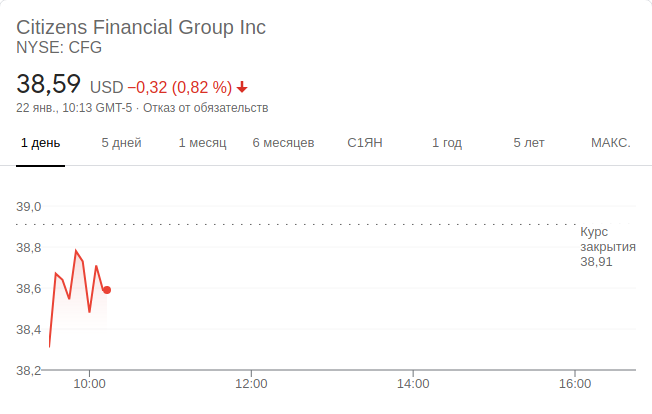 Citizens Financial Group Inc
NYSE: CFG
38,59 USD −0,32 (0,82 %)
22 янв., 10:13 GMT-5 · Отказ от обязательств
1 день 5 дней 1 месяц 6 месяцев С1ЯН 1 год 5 лет МАКС.
39,0
Курс
38,8 закрытия
38,91
38,6
38,4
38,2
10:00 12:00 14:00 16:00